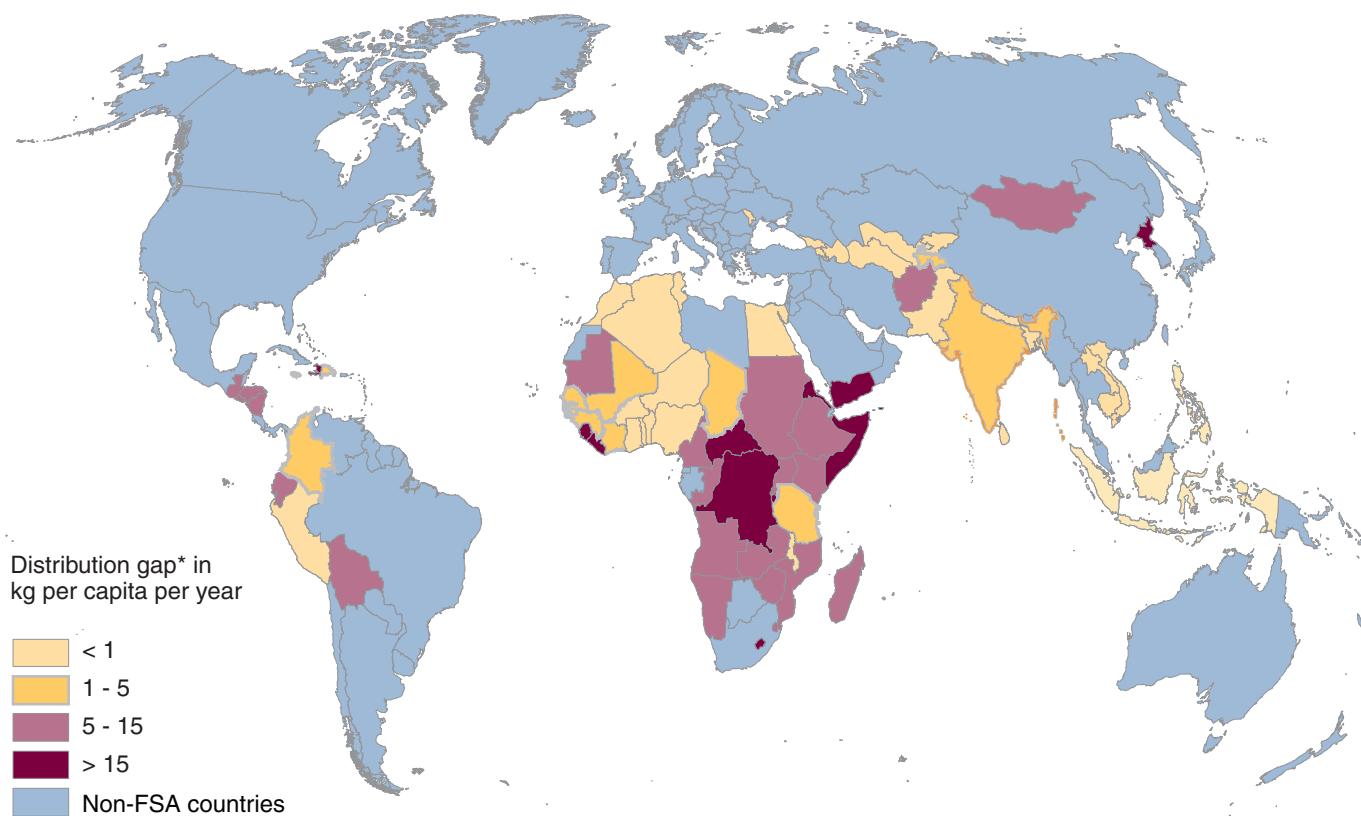 Distribution gap* in
kg per capita per year
< 1
1 - 5
5 - 15
> 15
Non-FSA countries